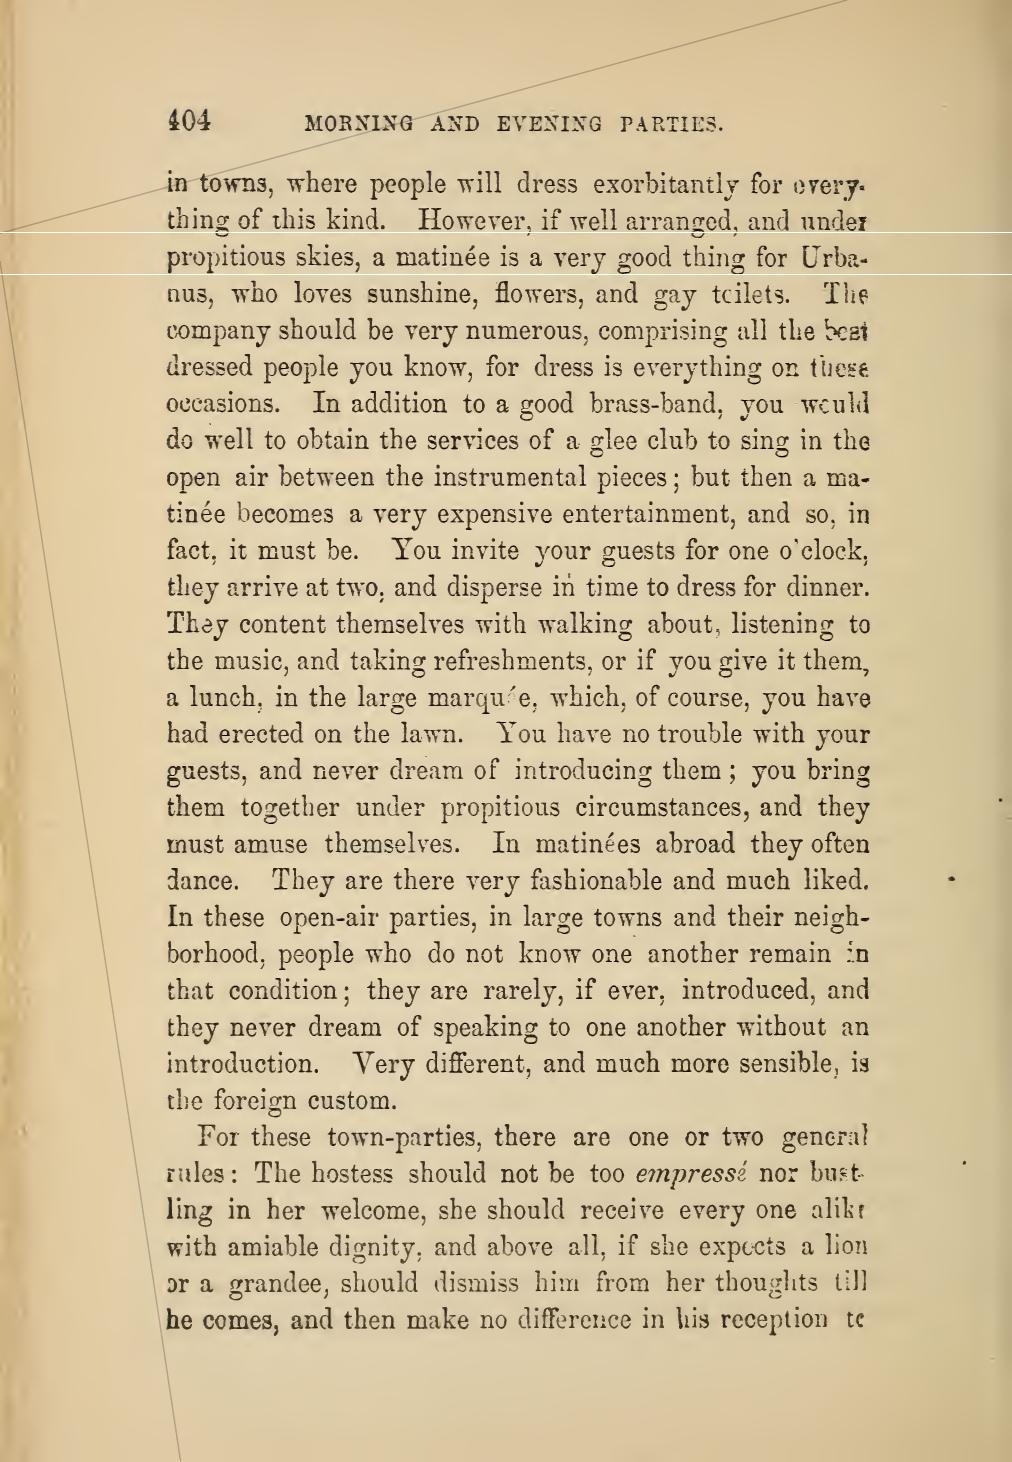 404 MORNING AND EVENING PARTIES.
in towns, where people will dress exorbitantly for every-
thing of this kind. However, if well arranged, and under
propitious skies, a matinée is a very good thing for Urba-
nus, who loves sunshine, flowers, and gay toilets. The
company should be very numerous, comprising all the best
dressed people you know, for dress is everything on these
occasions. In addition to a good brass-band, you would
do well to obtain the services of a glee club to sing in the
open air between the instrumental pieces; but then a ma-
tinée becomes a very expensive entertainment, and so, in
fact, it must be. You invite your guests for one o'clock,
they arrive at two, and disperse in time to dress for dinner.
They content themselves with walking about, listening to
the music, and taking refreshments, or if you give it them,
a lunch, in the large marquée, which, of course, you have
had erected on the lawn. You have no trouble with your
guests, and never dream of introducing them; you bring
them together under propitious circumstances, and they
must amuse themselves. In matinées abroad they often
dance. They are there very fashionable and much liked.
In these open-air parties, in large towns and their neigh-
borhood, people who do not know one another remain in
that condition; they are rarely, if ever, introduced, and
they never dream of speaking to one another without an
introduction. Very different, and much more sensible, is
the foreign custom.
For these town-parties, there are one or two general
rules: The hostess should not be too empressé nor bust-
ling in her welcome, she should receive every one alike
with amiable dignity, and above all, if she expects a lion
or a grandee, should dismiss him from her thoughts till
he comes, and then make no difference in his reception to